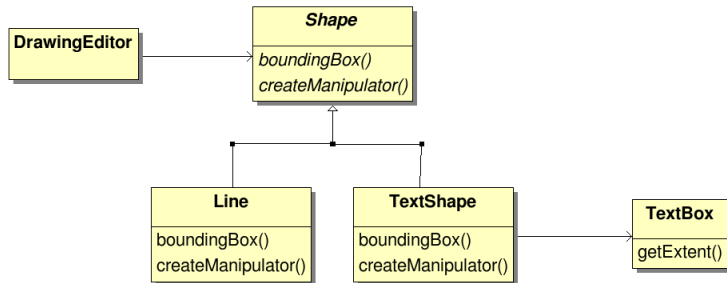 Shape
DrawingEditor
boundingBox()
createManipulator()
Line
boundingBox()
createManipulator()
TextShape
boundingBox()
createManipulator()
TextBox
getExtent()